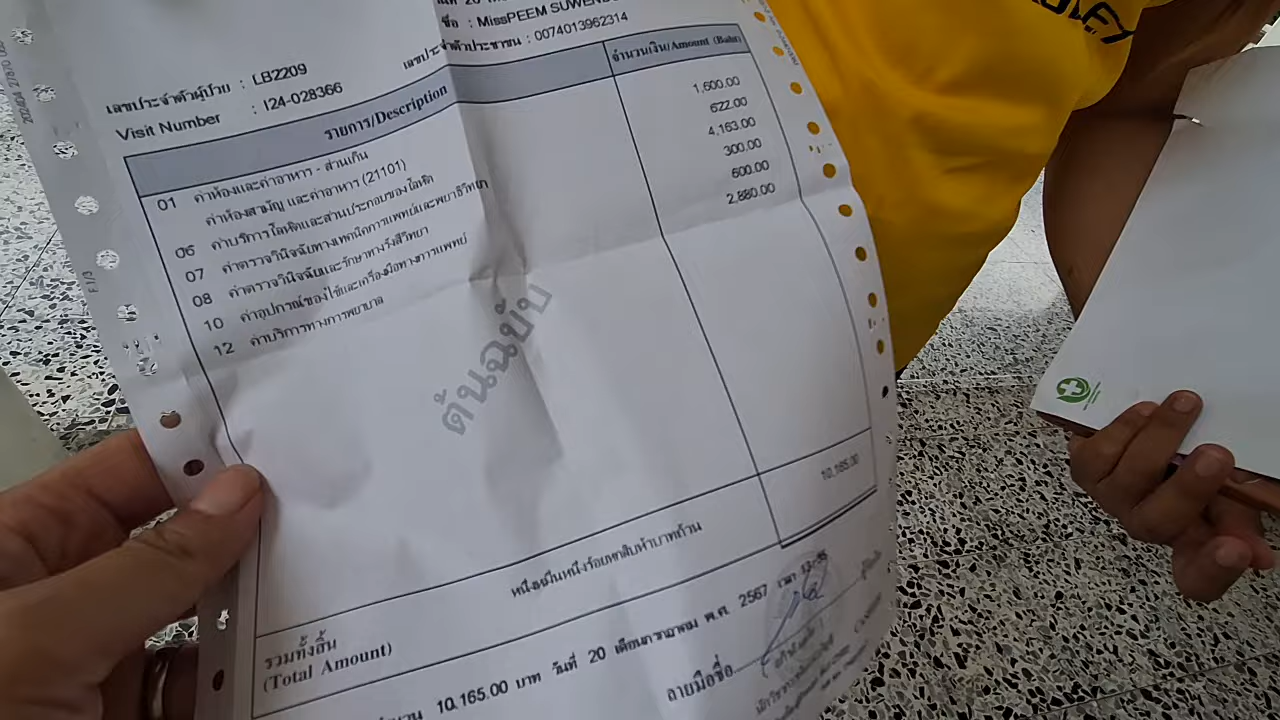 ชื่อ : MissPEEM
เลขประจำตัวประชาชน : 0074013962314
เลขประจำตัวผู้ป่วย : LB2209
Visit Number : I24-028366
รายการ/Description
จำนวนเงิน/Amount (Baht)
01 ค่าห้องและค่าอาหาร - ส่วนเกิน
ค่าห้องสามัญ และค่าอาหาร (21101) 1,600.00
06 ค่าบริการโลหิตและส่วนประกอบของโลหิต 622.00
07 ค่าตรวจวินิจฉัยทางเทคนิคการแพทย์และพยาธิวิทยา 4,163.00
08 ค่าตรวจวินิจฉัยและรักษาทางรังสีวิทยา 300.00
10 ค่าอุปกรณ์ของใช้และเครื่องมือทางการแพทย์ 600.00
12 ค่าบริการทางการพยาบาล 2,880.00
ต้นฉบับ
10,165.00
หนึ่งหมื่นหนึ่งร้อยหกสิบห้าบาทถ้วน
รวมทั้งสิ้น
(Total Amount)
10,165.00 บาท วันที่ 20 เดือน พ.ศ. 2567 เวลา
ลายมือชื่อ